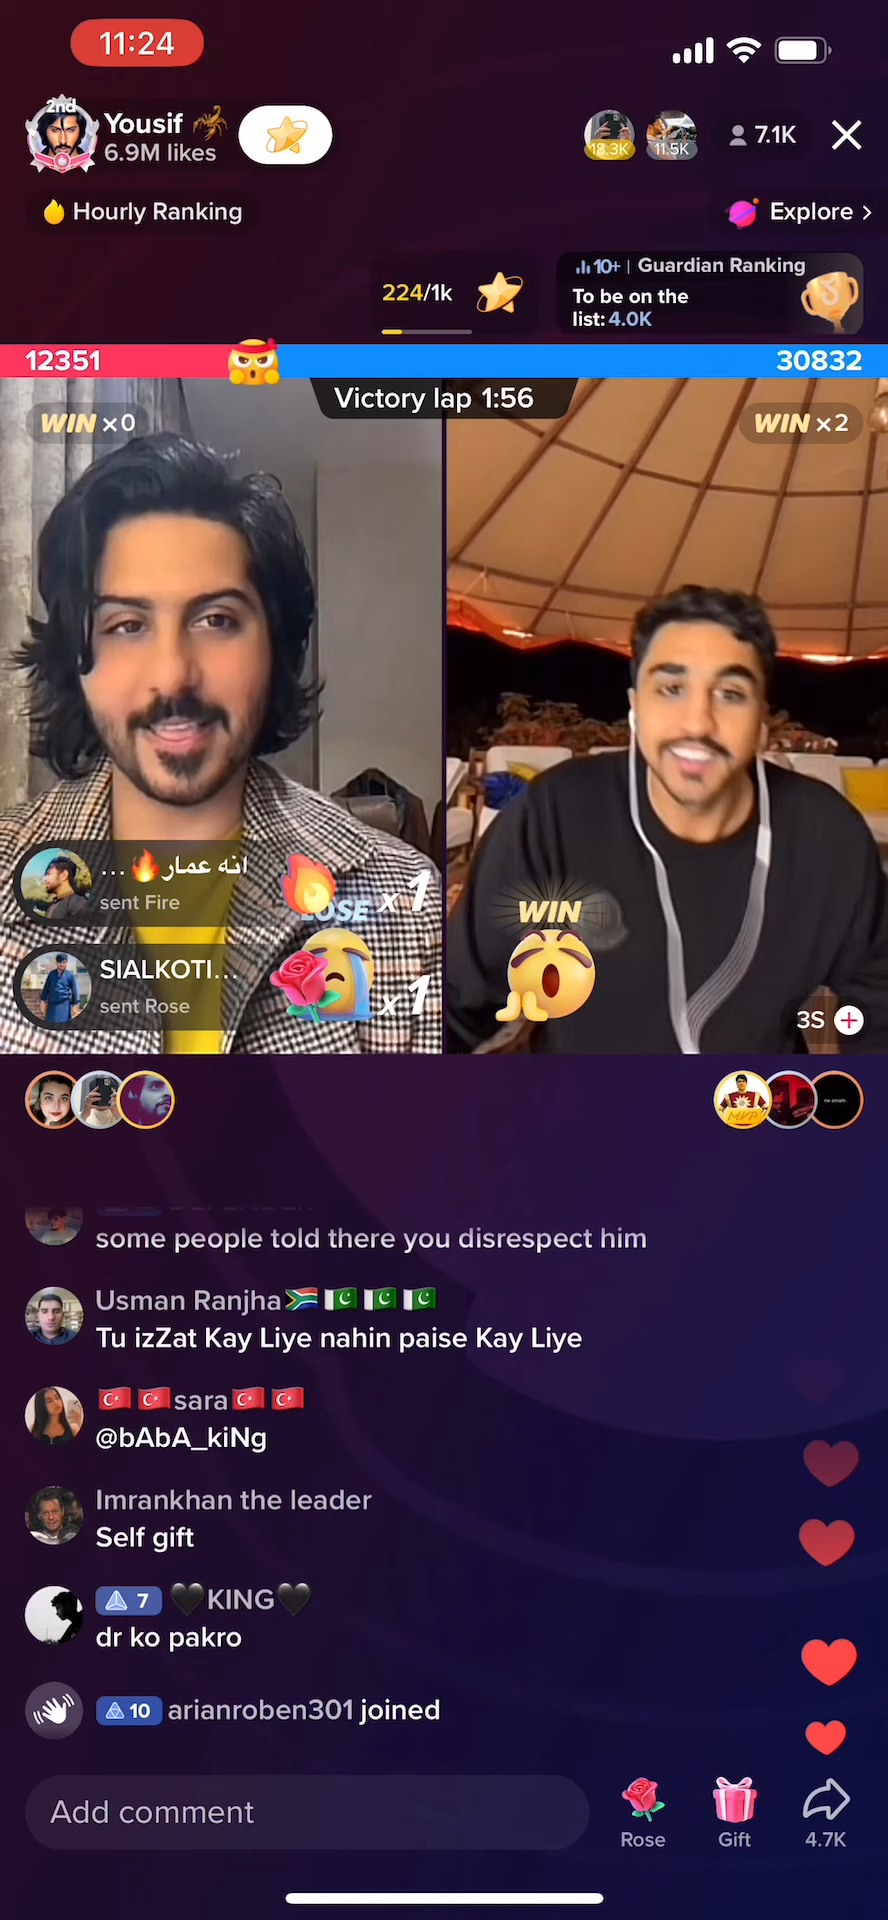 11:24
2nd
Yousif 🦂
6.9M likes
18.3K
11.5K
7.1K
Hourly Ranking
Explore >
224/1k
10+ | Guardian Ranking
To be on the
list: 4.0K
12351
30832
Victory lap 1:56
WIN x0
WIN x2
انه عمار🔥...
sent Fire
LOSE x1
WIN
SIALKOTI...
sent Rose
x1
3S +
MVP
some people told there you disrespect him
Usman Ranjha🇿🇦🇵🇰🇵🇰🇵🇰
Tu izZat Kay Liye nahin paise Kay Liye
🇹🇷🇹🇷sara🇹🇷🇹🇷
@bAbA_kiNg
Imrankhan the leader
Self gift
7 🖤KING🖤
dr ko pakro
10 arianroben301 joined
Add comment
Rose
Gift
4.7K